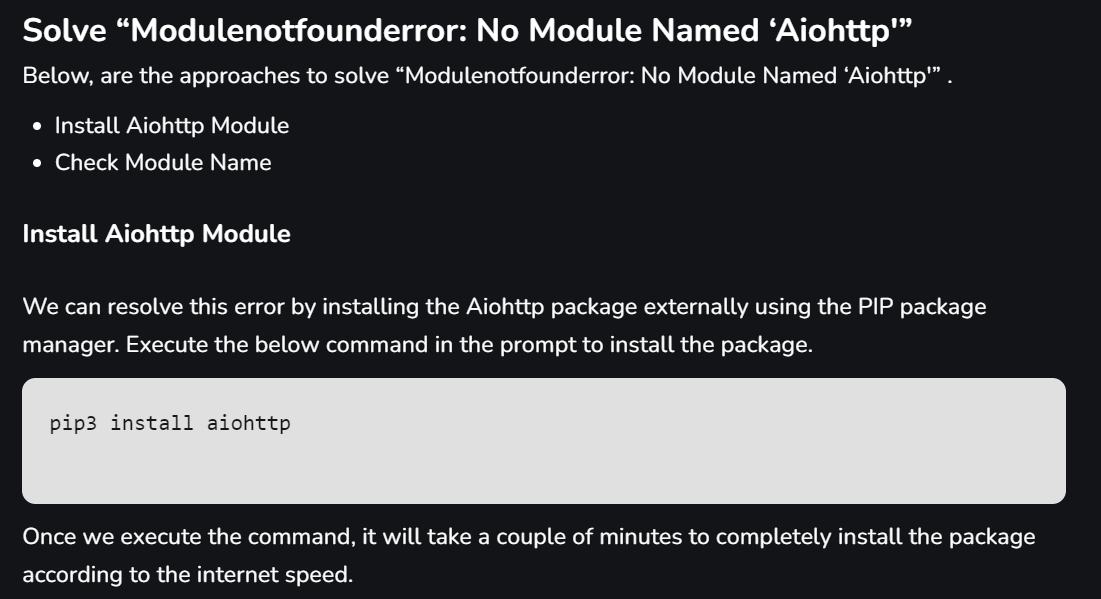 Solve “Modulenotfounderror: No Module Named ‘Aiohttp'”
Below, are the approaches to solve “Modulenotfounderror: No Module Named ‘Aiohttp'” .
• Install Aiohttp Module
• Check Module Name
Install Aiohttp Module
We can resolve this error by installing the Aiohttp package externally using the PIP package
manager. Execute the below command in the prompt to install the package.
pip3 install aiohttp
Once we execute the command, it will take a couple of minutes to completely install the package
according to the internet speed.